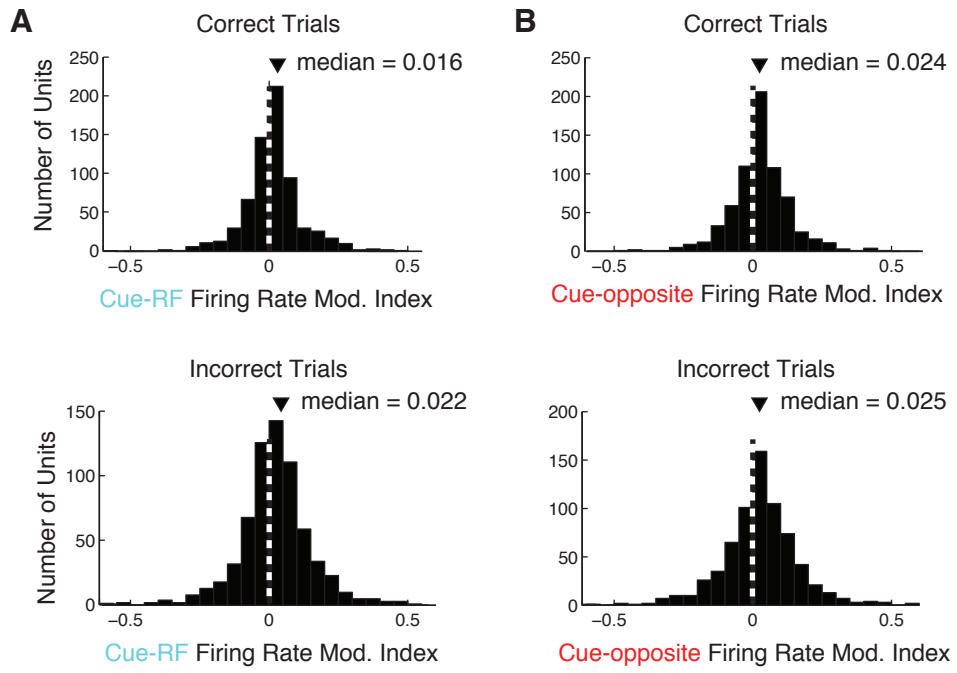 A
Correct Trials
median = 0.016
Number of Units
250
200
150
100
50
0
−0.5
0
0.5
Cue-RF Firing Rate Mod. Index
B
Correct Trials
median = 0.024
250
200
150
100
50
0
−0.5
0
0.5
Cue-opposite Firing Rate Mod. Index
Incorrect Trials
median = 0.022
Number of Units
150
100
50
0
−0.5
0
0.5
Cue-RF Firing Rate Mod. Index
Incorrect Trials
median = 0.025
200
150
100
50
0
−0.5
0
0.5
Cue-opposite Firing Rate Mod. Index